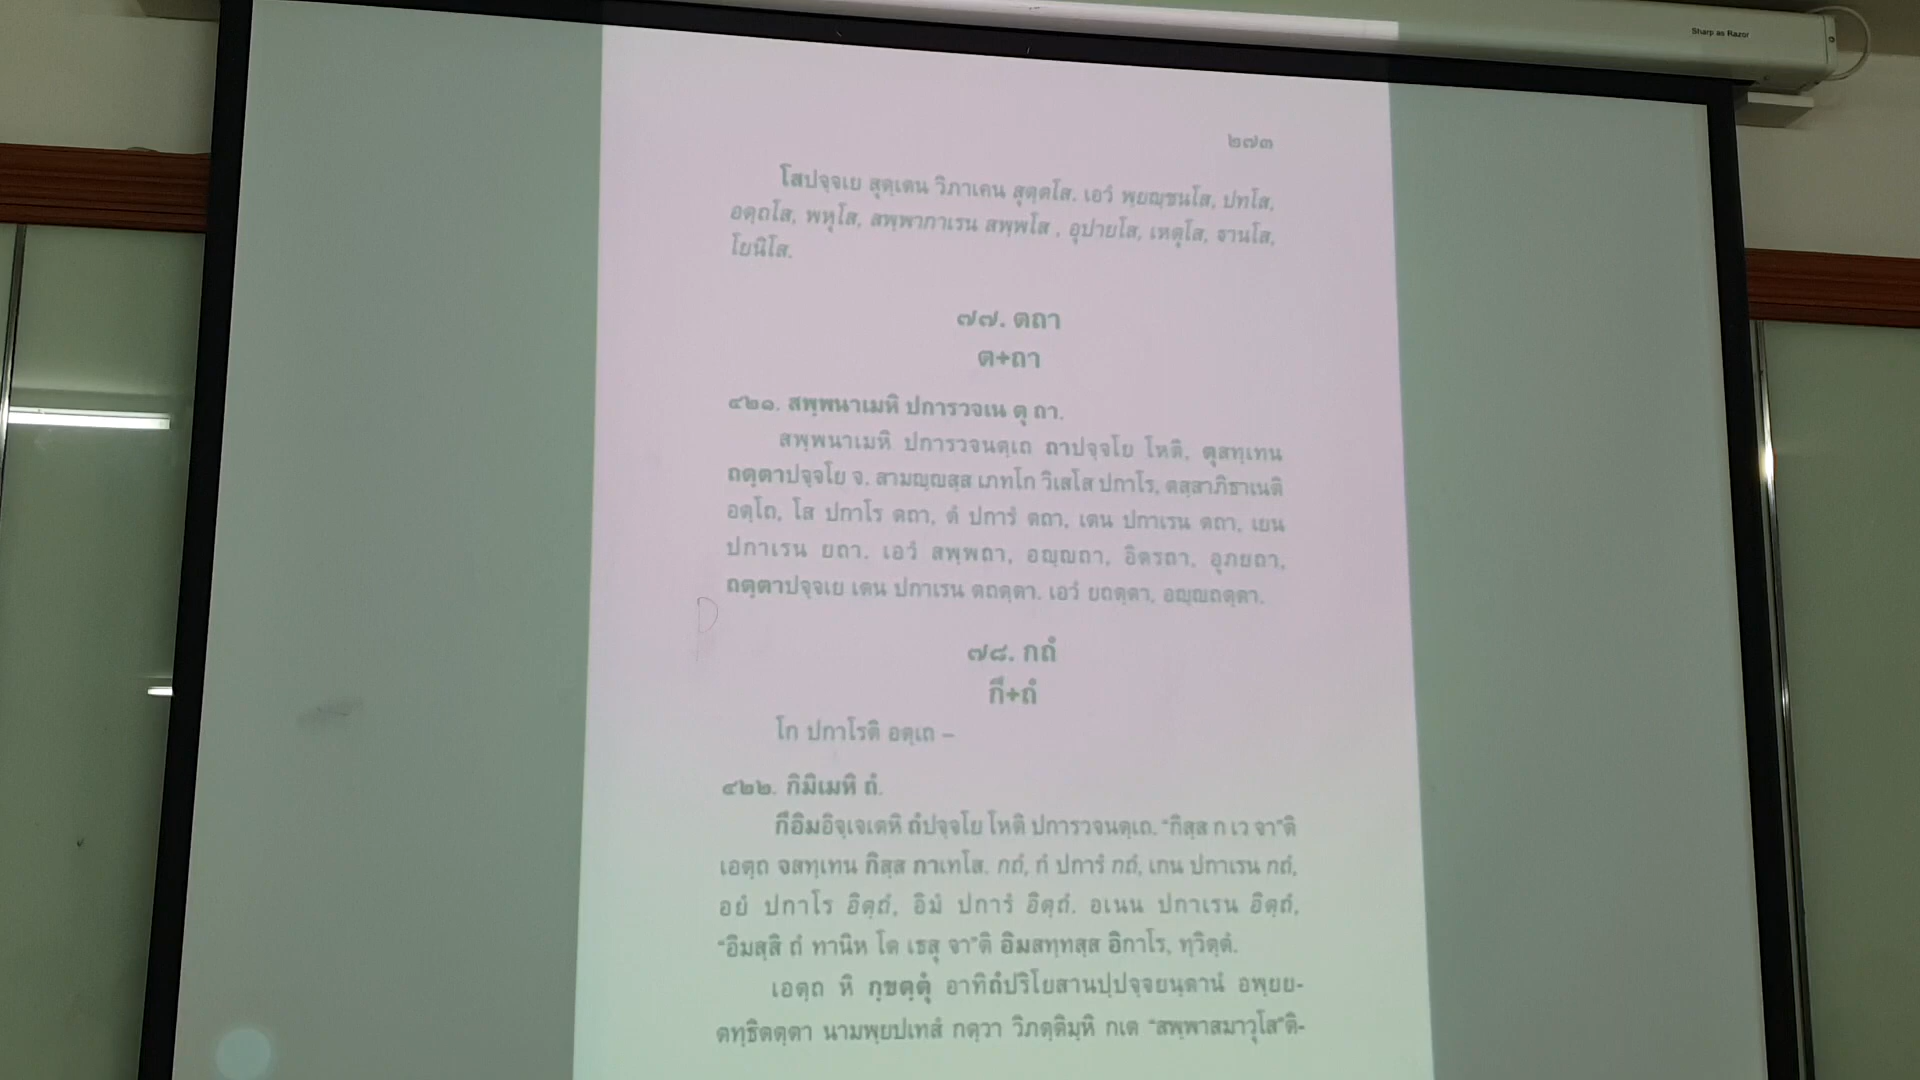 Sharp as Razor
๒๗๓
โสปจฺจเย สุตฺเตน วิภาเคน สุตฺตโส. เอวํ พฺยญฺชนโส, ปทโส,
อตฺถโส, พหุโส, สพฺพากาเรน สพฺพโส , อุปายโส, เหตุโส, ฐานโส,
โยนิโส.
๗๗. ตถา
ต+ถา
๔๒๑. สพฺพนาเมหิ ปการวจเน ตุ ถา.
สพฺพนาเมหิ ปการวจนตฺเถ ถาปจฺจโย โหติ, ตุสทฺเทน
ถตฺตาปจฺจโย จ. สามญฺญสฺส เภทโก วิเสโส ปกาโร, ตสฺสาภิธาเนติ
อตฺโถ, โส ปกาโร ตถา, ตํ ปการํ ตถา, เตน ปกาเรน ตถา, เยน
ปกาเรน ยถา. เอวํ สพฺพถา, อญฺญถา, อิตรถา, อุภยถา,
ถตฺตาปจฺจเย เตน ปกาเรน ตถตฺตา. เอวํ ยถตฺตา, อญฺญถตฺตา.
๗๘. กถํ
กึ+ถํ
โก ปกาโรติ อตฺเถ –
๔๒๒. กิมิเมหิ ถํ.
กึอิมอิจฺเจเตหิ ถํปจฺจโย โหติ ปการวจนตฺเถ. “กิสฺส ก เว จา”ติ
เอตฺถ จสทฺเทน กิสฺส กาเทโส. กถํ, กํ ปการํ กถํ, เกน ปกาเรน กถํ,
อยํ ปกาโร อิตฺถํ, อิมํ ปการํ อิตฺถํ. อเนน ปกาเรน อิตฺถํ,
“อิมสฺสิ ถํ ทานิห โต เธสุ จา”ติ อิมสทฺทสฺส อิกาโร, ทฺวิตฺตํ.
เอตฺถ หิ กฺขตฺตุํ อาทิถํปริโยสานปฺปจฺจยนฺตานํ อพฺยย-
ตทฺธิตตฺตา นามพฺยปเทสํ กตฺวา วิภตฺติมฺหิ กเต “สพฺพาสมาวุโส”ติ-